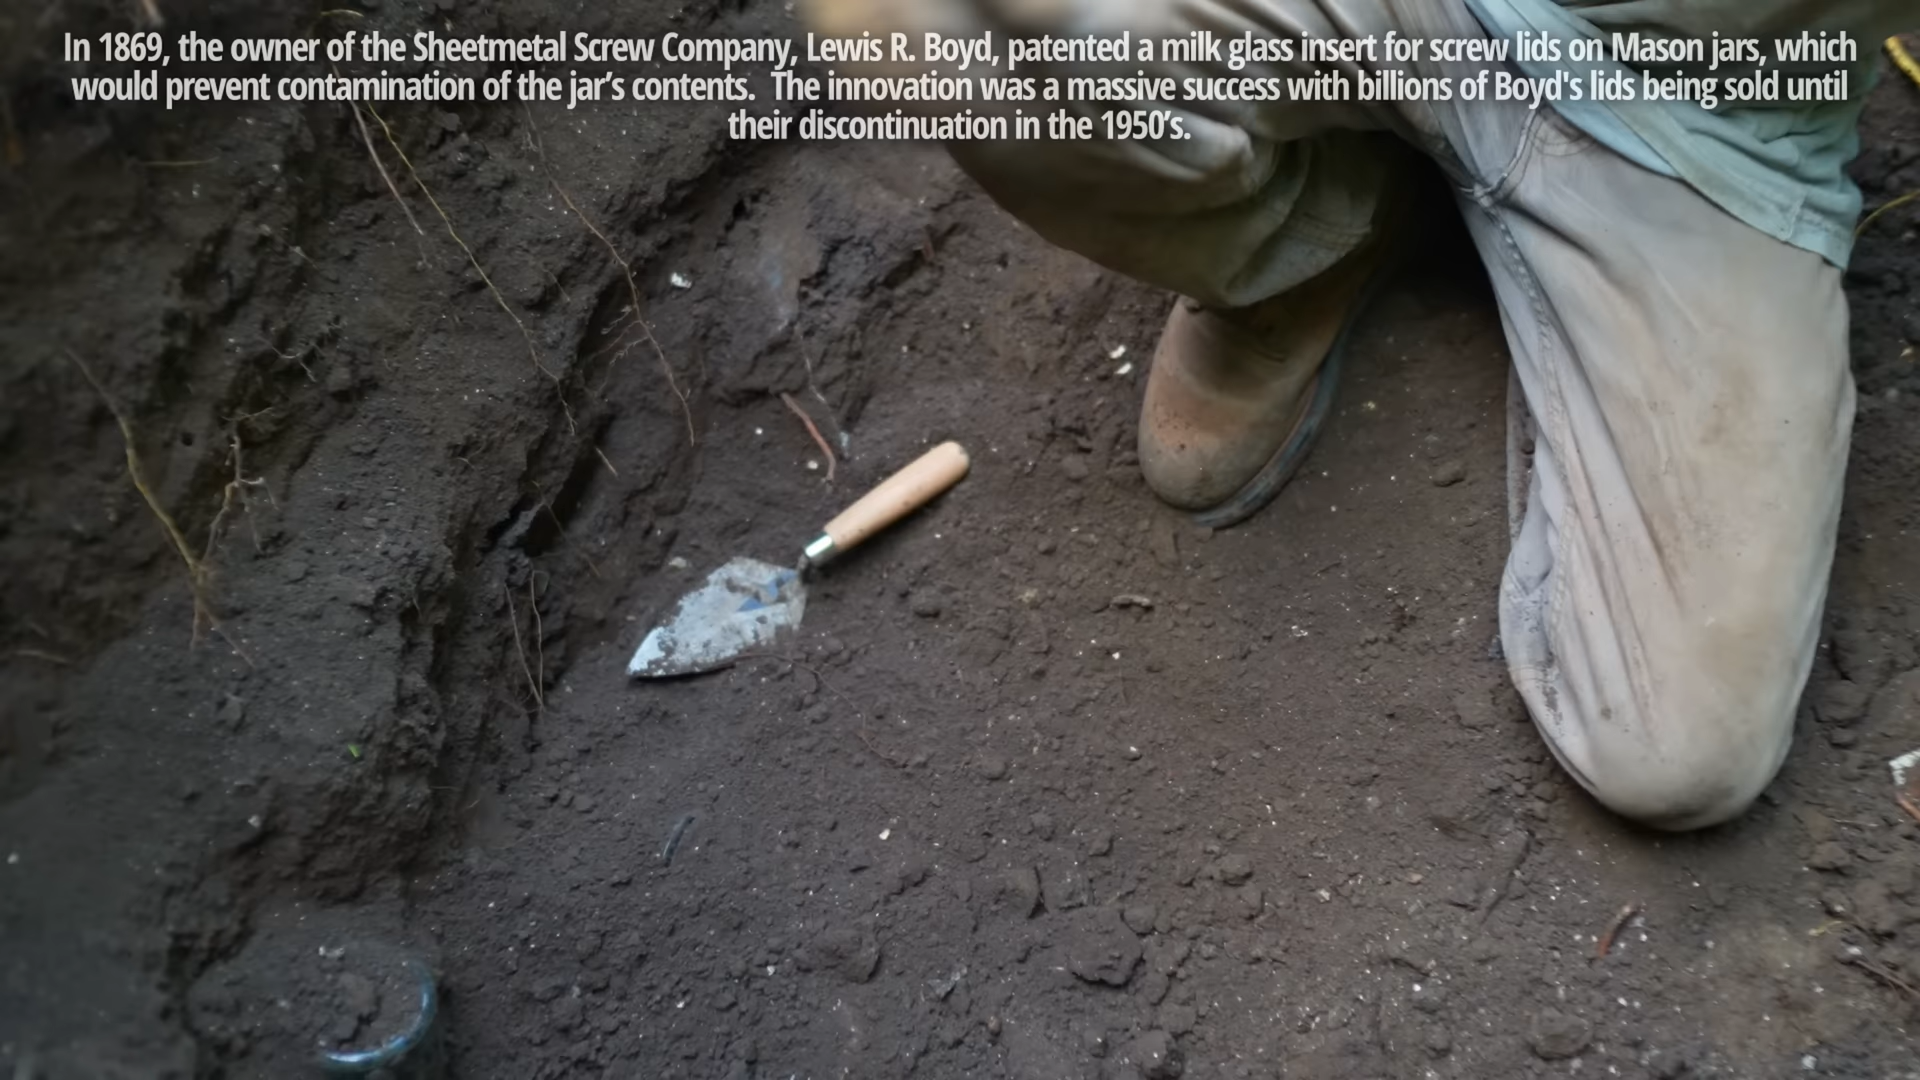 In 1869, the owner of the Sheetmetal Screw Company, Lewis R. Boyd, patented a milk glass insert for screw lids on Mason jars, which
would prevent contamination of the jar’s contents.  The innovation was a massive success with billions of Boyd's lids being sold until
their discontinuation in the 1950’s.